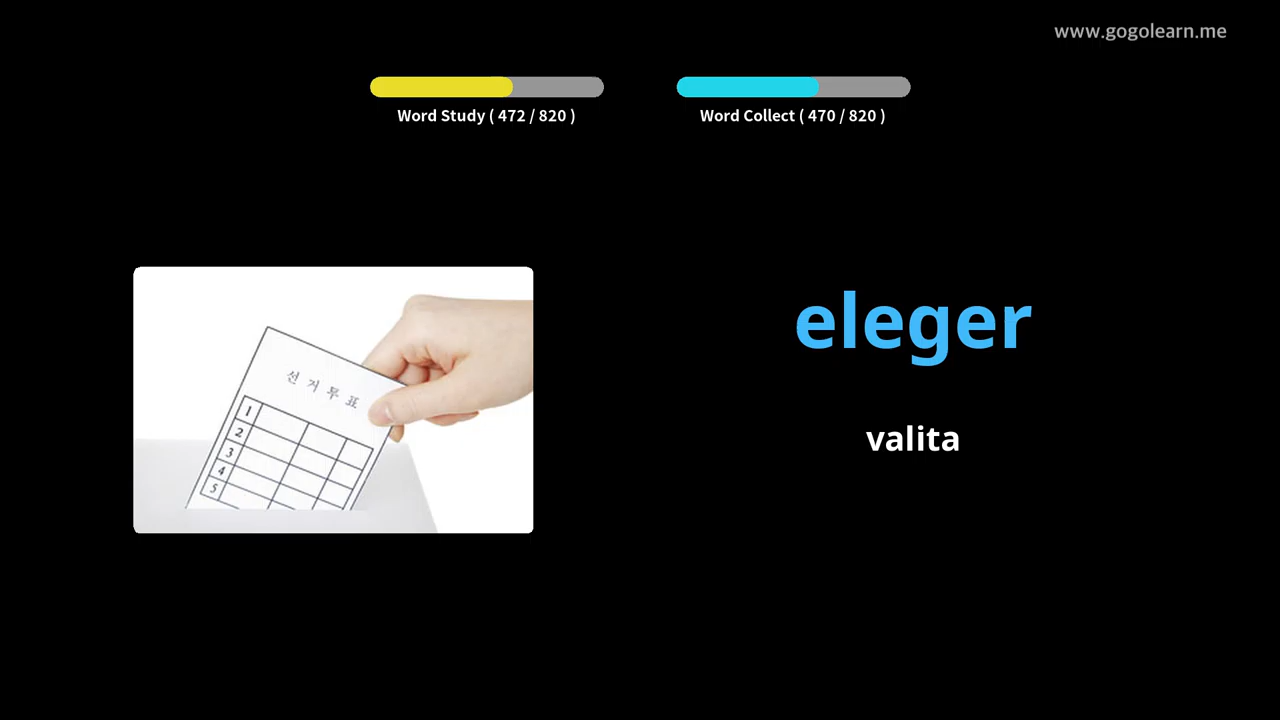 www.gogolearn.me
Word Study ( 472 / 820 )
Word Collect ( 470 / 820 )
선거투표
1
2
3
4
5
eleger
valita